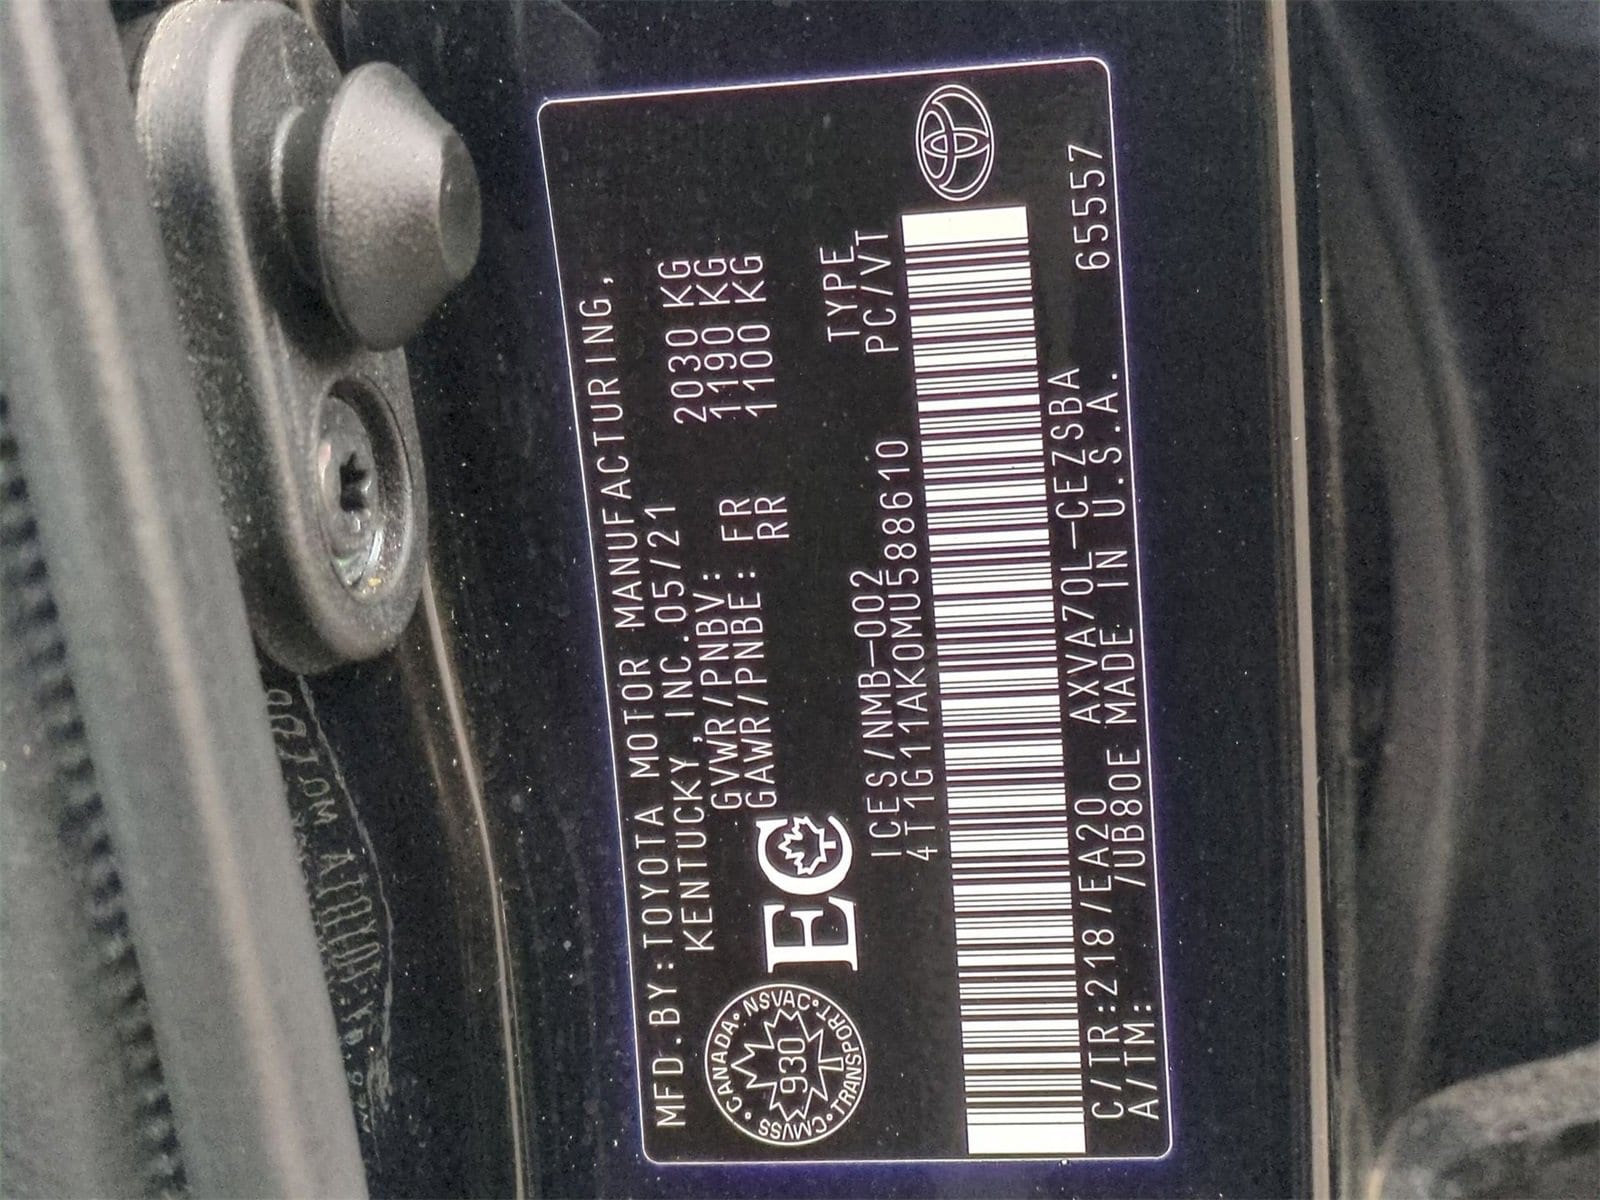 MFD.BY:TOYOTA MOTOR MANUFACTURING,
KENTUCKY,INC.05/21
GVWR/PNBV: 2030 KG
GAWR/PNBE: FR 1190 KG
RR 1100 KG
CANADA • NSVAC • TRANSPORT • CMVSS •
930
EC
ICES/NMB-002
TYPE
4T1G11AK0MU588610
PC/VT
C/TR:218/EA20 AXVA70L-CEZSBA
65557
A/TM: /UB80E MADE IN U.S.A.